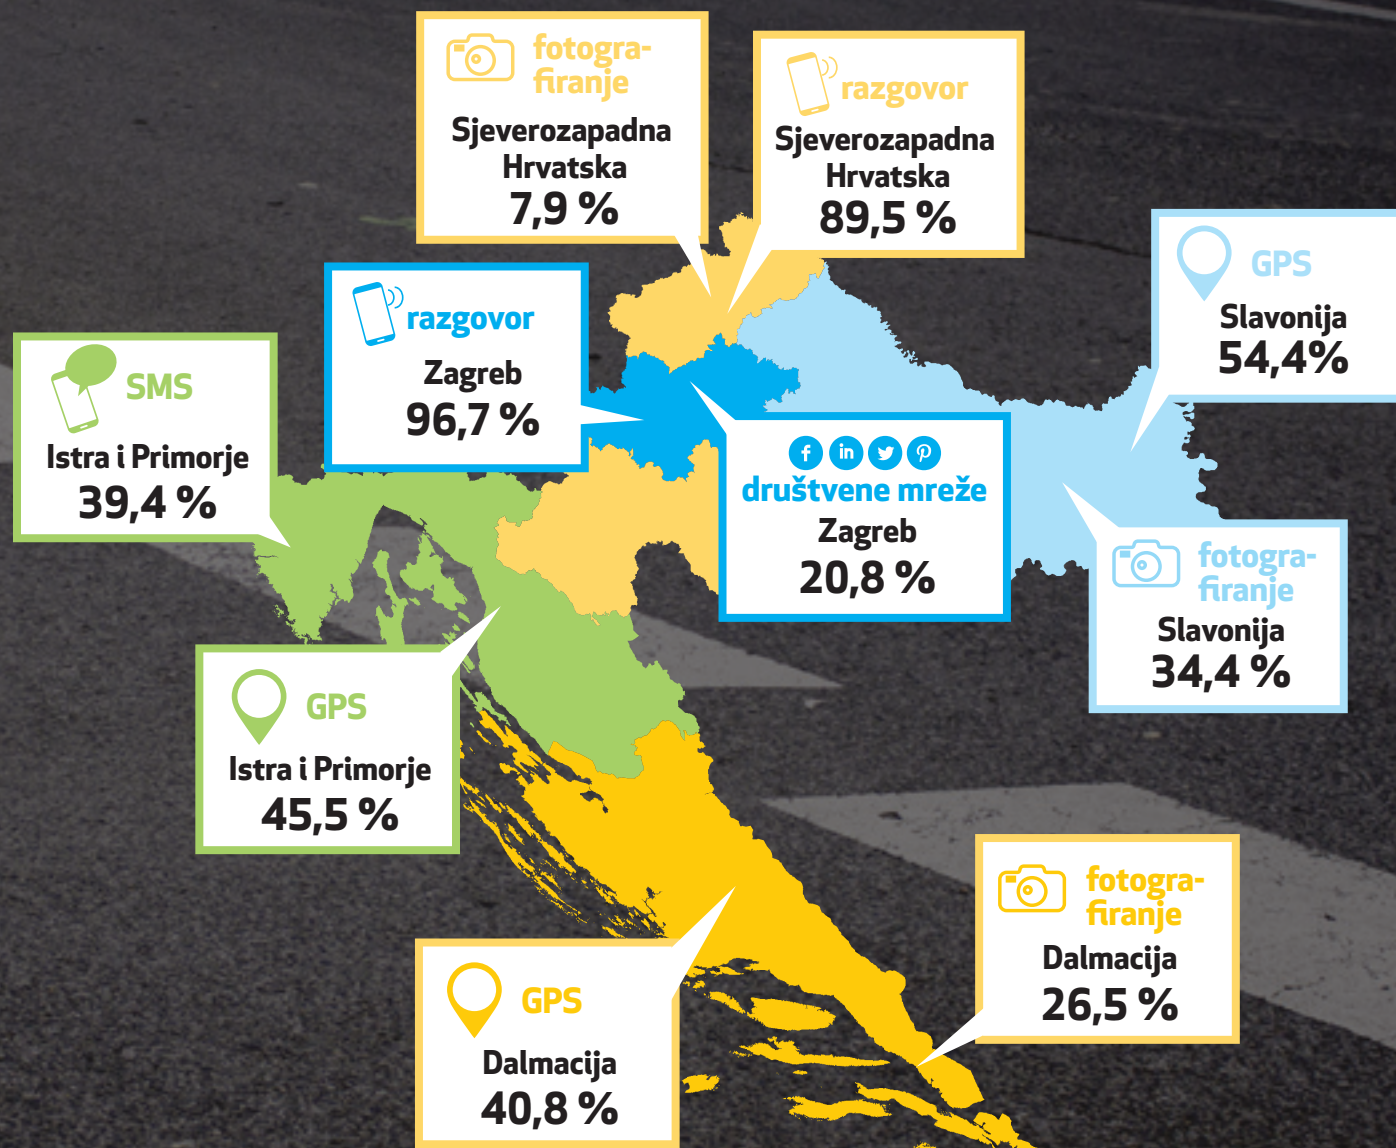 fotogra-
firanje
Sjeverozapadna
Hrvatska
7,9 %
razgovor
Sjeverozapadna
Hrvatska
89,5 %
GPS
Slavonija
54,4%
razgovor
Zagreb
96,7 %
SMS
Istra i Primorje
39,4 %
f in
društvene mreže
Zagreb
20,8 %
fotogra-
firanje
Slavonija
34,4 %
GPS
Istra i Primorje
45,5 %
fotogra-
firanje
Dalmacija
26,5 %
GPS
Dalmacija
40,8 %